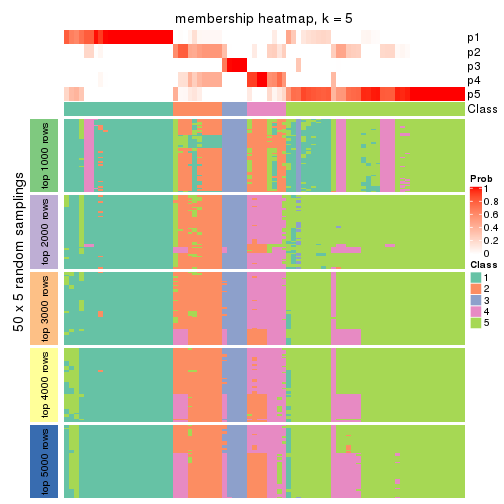 membership heatmap, k = 5
p1
p2
p3
p4
p5
Class
50 x 5 random samplings
top 1000 rows
top 2000 rows
top 3000 rows
top 4000 rows
top 5000 rows
Prob
1
0.8
0.6
0.4
0.2
0
Class
1
2
3
4
5